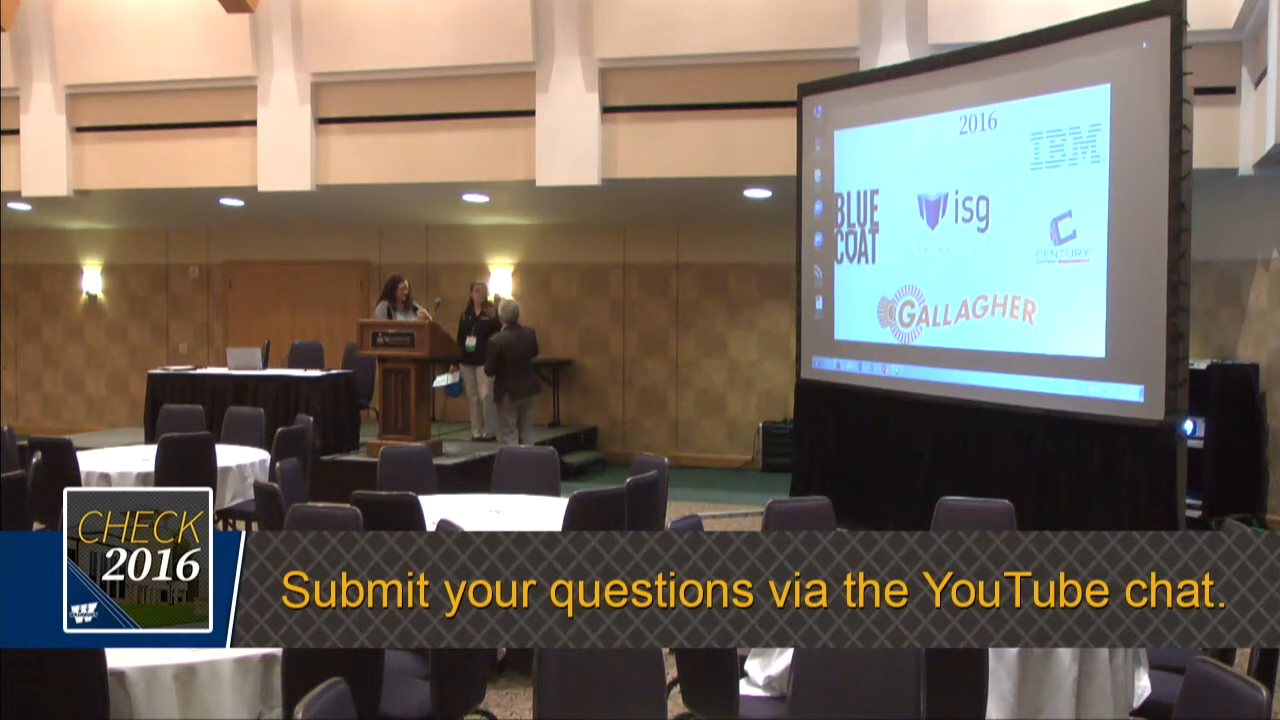 2016
IBM
BLUE
COAT
isg
CENTURY
GALLAGHER
CHECK
2016
W
Submit your questions via the YouTube chat.